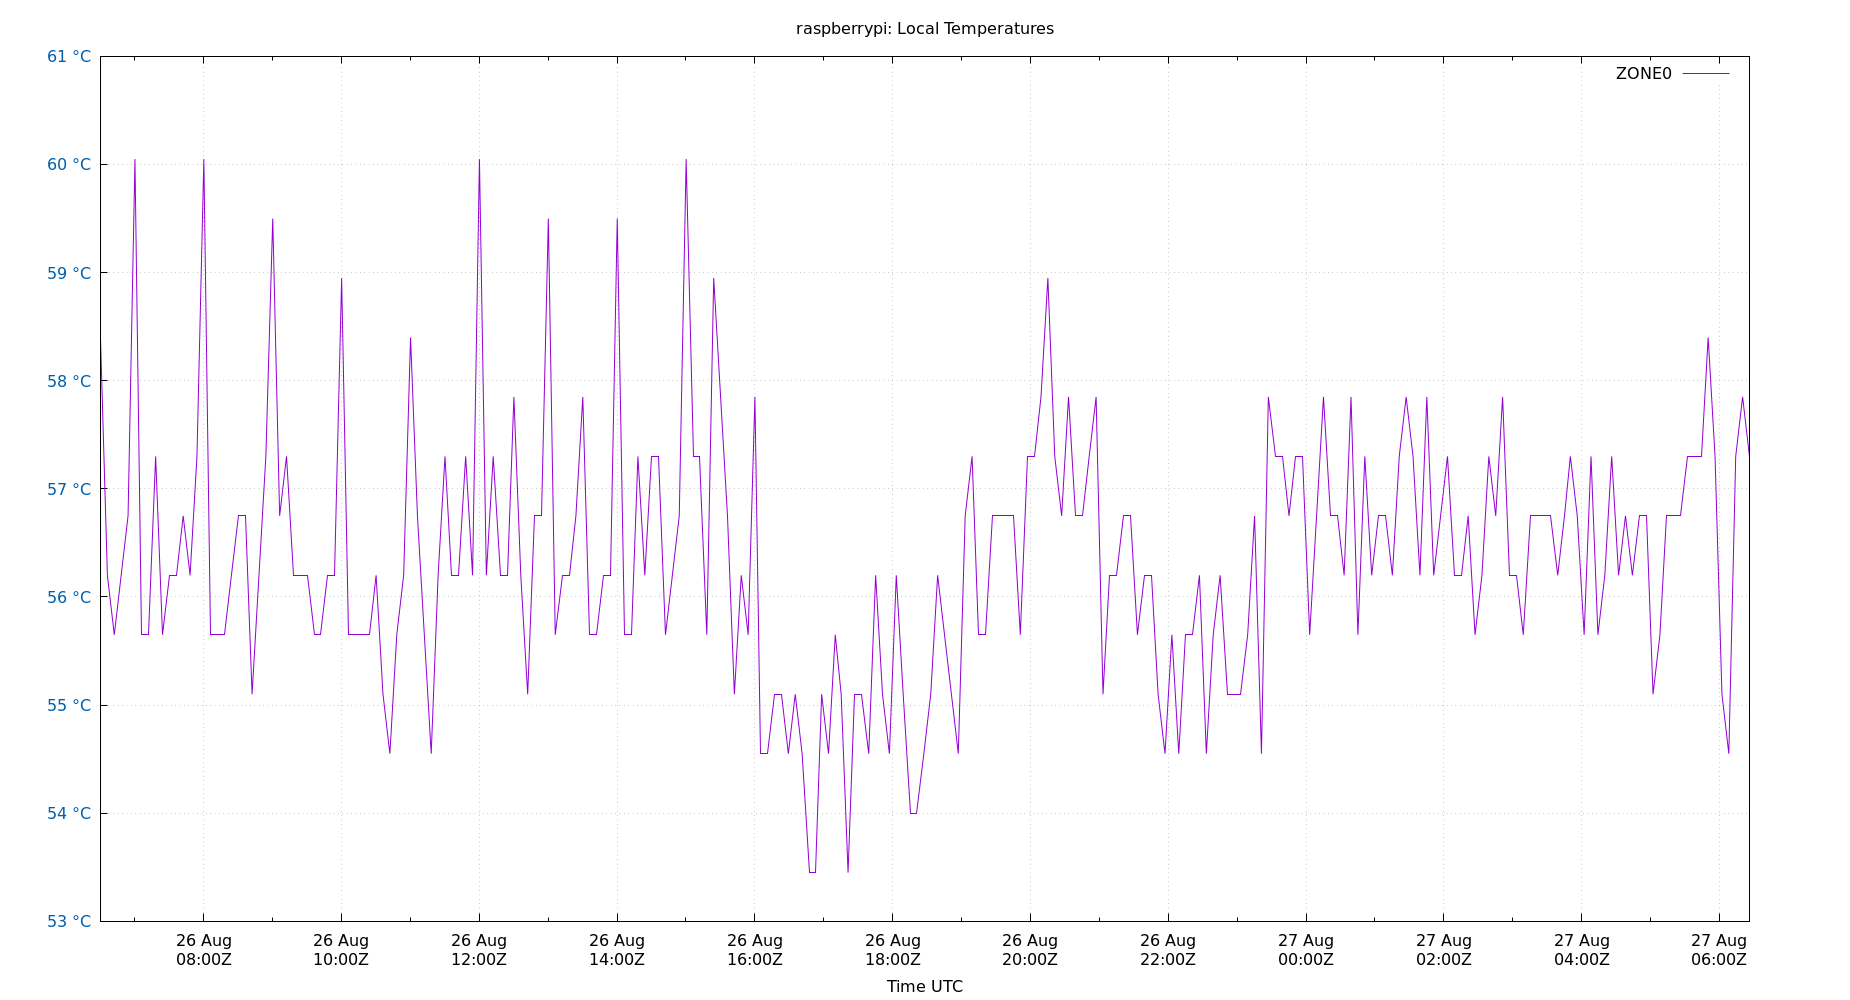 raspberrypi: Local Temperatures
61 °C
ZONE0
60 °C
59 °C
58 °C
57 °C
56 °C
55 °C
54 °C
53 °C
26 Aug 26 Aug 26 Aug 26 Aug 26 Aug 26 Aug 26 Aug 26 Aug 27 Aug 27 Aug 27 Aug 27 Aug
08:00Z 10:00Z 12:00Z 14:00Z 16:00Z 18:00Z 20:00Z 22:00Z 00:00Z 02:00Z 04:00Z 06:00Z
Time UTC